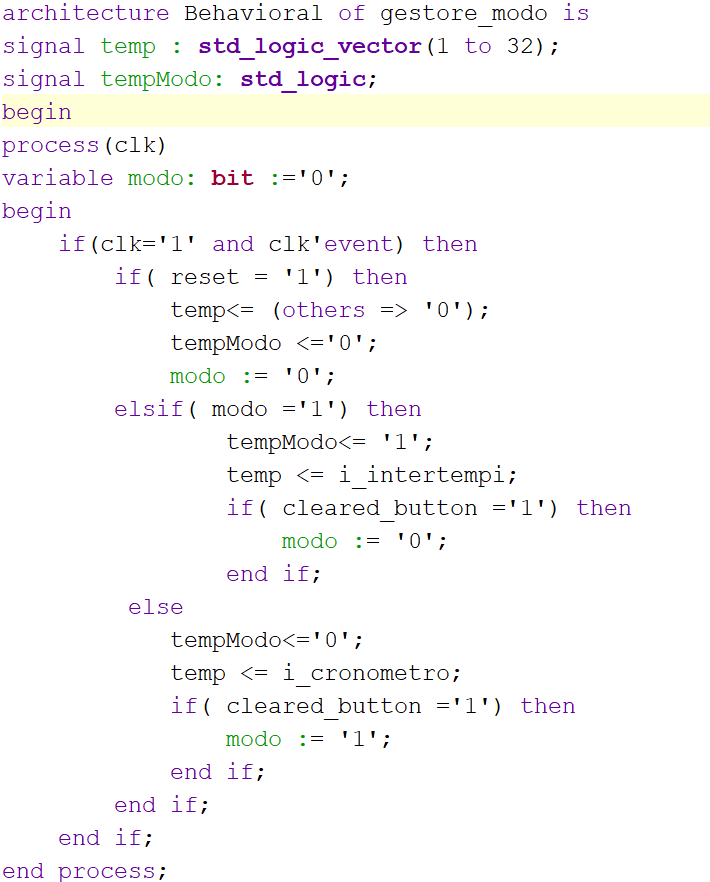 architecture Behavioral of gestore_modo is
signal temp : std_logic_vector(1 to 32);
signal tempModo: std_logic;
begin
process(clk)
variable modo: bit :='0';
begin
    if(clk='1' and clk'event) then
        if( reset = '1') then
            temp<= (others => '0');
            tempModo <='0';
            modo := '0';
        elsif( modo ='1') then
                tempModo<= '1';
                temp <= i_intertempi;
                if( cleared_button ='1') then
                    modo := '0';
                end if;
         else
            tempModo<='0';
            temp <= i_cronometro;
            if( cleared_button ='1') then
                modo := '1';
            end if;
        end if;
    end if;
end process;